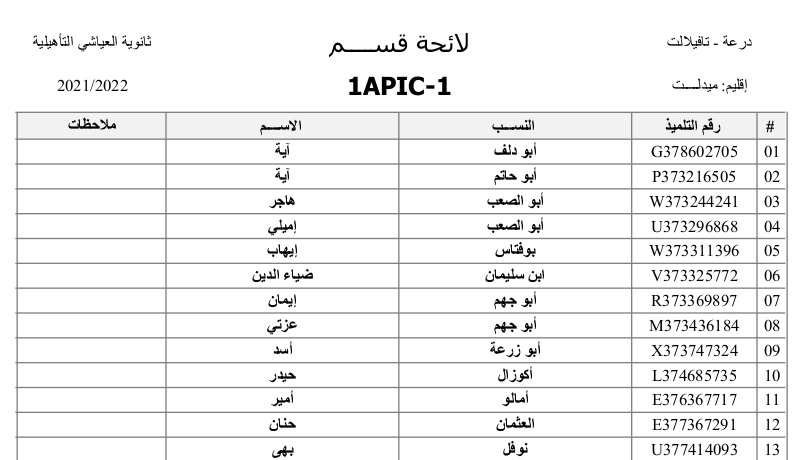 درعة - تافيلالت لائحة قســـــم ثانوية العياشي التأهيلية
إقليم: ميدلـــت 1APIC-1 2021/2022
# رقم التلميذ النســـب الاســـم ملاحظات
01 G378602705 أبو دلف آية
02 P373216505 أبو حاتم آية
03 W373244241 أبو الصعب هاجر
04 U373296868 أبو الصعب إميلي
05 W373311396 بوفتاس إيهاب
06 V373325772 ابن سليمان ضياء الدين
07 R373369897 أبو جهم إيمان
08 M373436184 أبو جهم عزتي
09 X373747324 أبو زرعة أسد
10 L374685735 أكوزال حيدر
11 E376367717 أمالو أمير
12 E377367291 العثمان حنان
13 U377414093 نوفل بهى